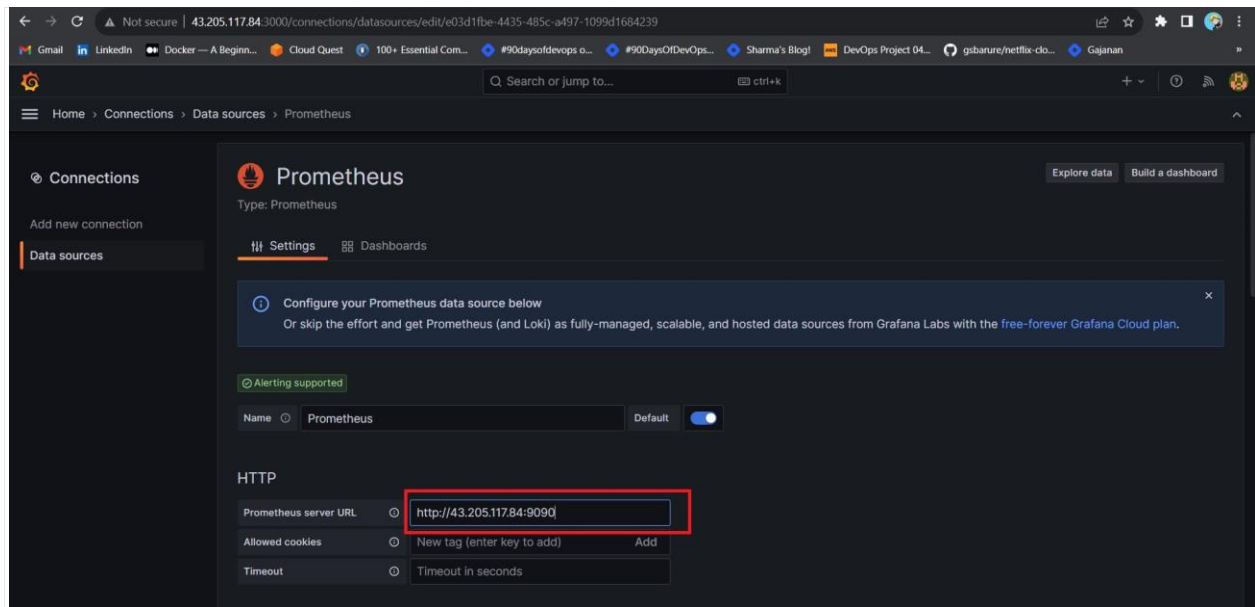 Not secure | 43.205.117.84:3000/connections/datasources/edit/e03d1fbe-4435-485c-a497-1099d1684239
Gmail LinkedIn Docker — A Beginn... Cloud Quest 100+ Essential Com... #90daysofdevops o... #90DaysOfDevOps... Sharma's Blog! DevOps Project 04... gsbarure/netflix-clo... Gajanan »
Search or jump to... ctrl+k
Home > Connections > Data sources > Prometheus
Connections
Add new connection
Data sources
Prometheus
Explore data Build a dashboard
Type: Prometheus
Settings Dashboards
Configure your Prometheus data source below
Or skip the effort and get Prometheus (and Loki) as fully-managed, scalable, and hosted data sources from Grafana Labs with the free-forever Grafana Cloud plan.
Alerting supported
Name Prometheus Default
HTTP
Prometheus server URL http://43.205.117.84:9090
Allowed cookies New tag (enter key to add) Add
Timeout Timeout in seconds